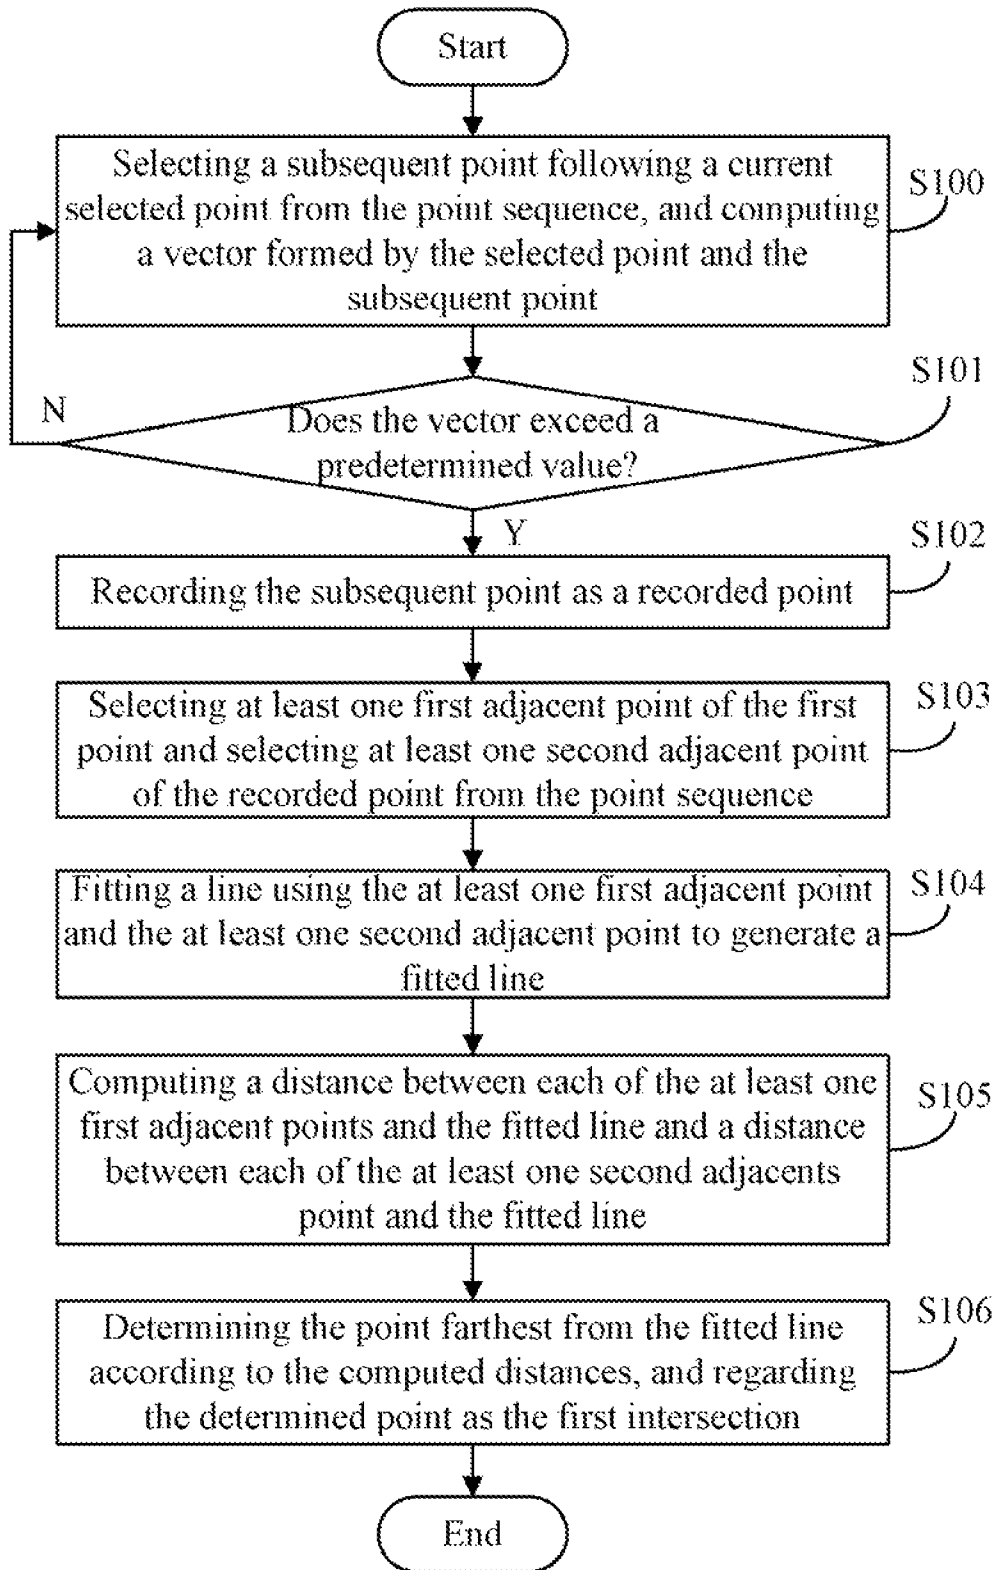 Start
Selecting a subsequent point following a current
selected point from the point sequence, and computing
a vector formed by the selected point and the
subsequent point
S100
Does the vector exceed a
predetermined value?
S101
N
Y
Recording the subsequent point as a recorded point
S102
Selecting at least one first adjacent point of the first
point and selecting at least one second adjacent point
of the recorded point from the point sequence
S103
Fitting a line using the at least one first adjacent point
and the at least one second adjacent point to generate a
fitted line
S104
Computing a distance between each of the at least one
first adjacent points and the fitted line and a distance
between each of the at least one second adjacents
point and the fitted line
S105
Determining the point farthest from the fitted line
according to the computed distances, and regarding
the determined point as the first intersection
S106
End